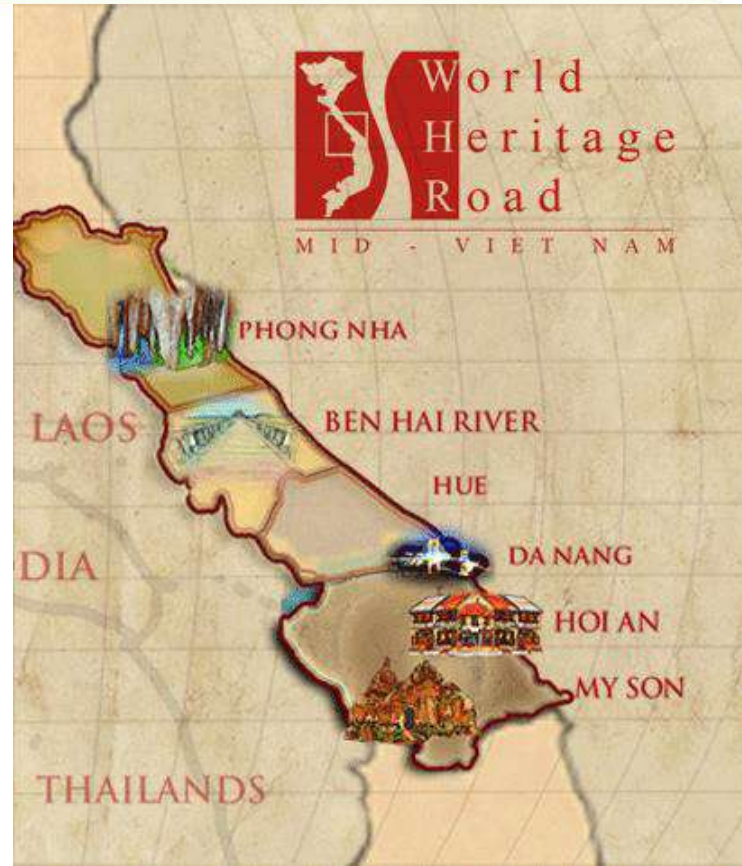 World
Heritage
Road
MID - VIET NAM
PHONG NHA
LAOS
BEN HAI RIVER
HUE
DIA
DA NANG
HOI AN
MY SON
THAILANDS